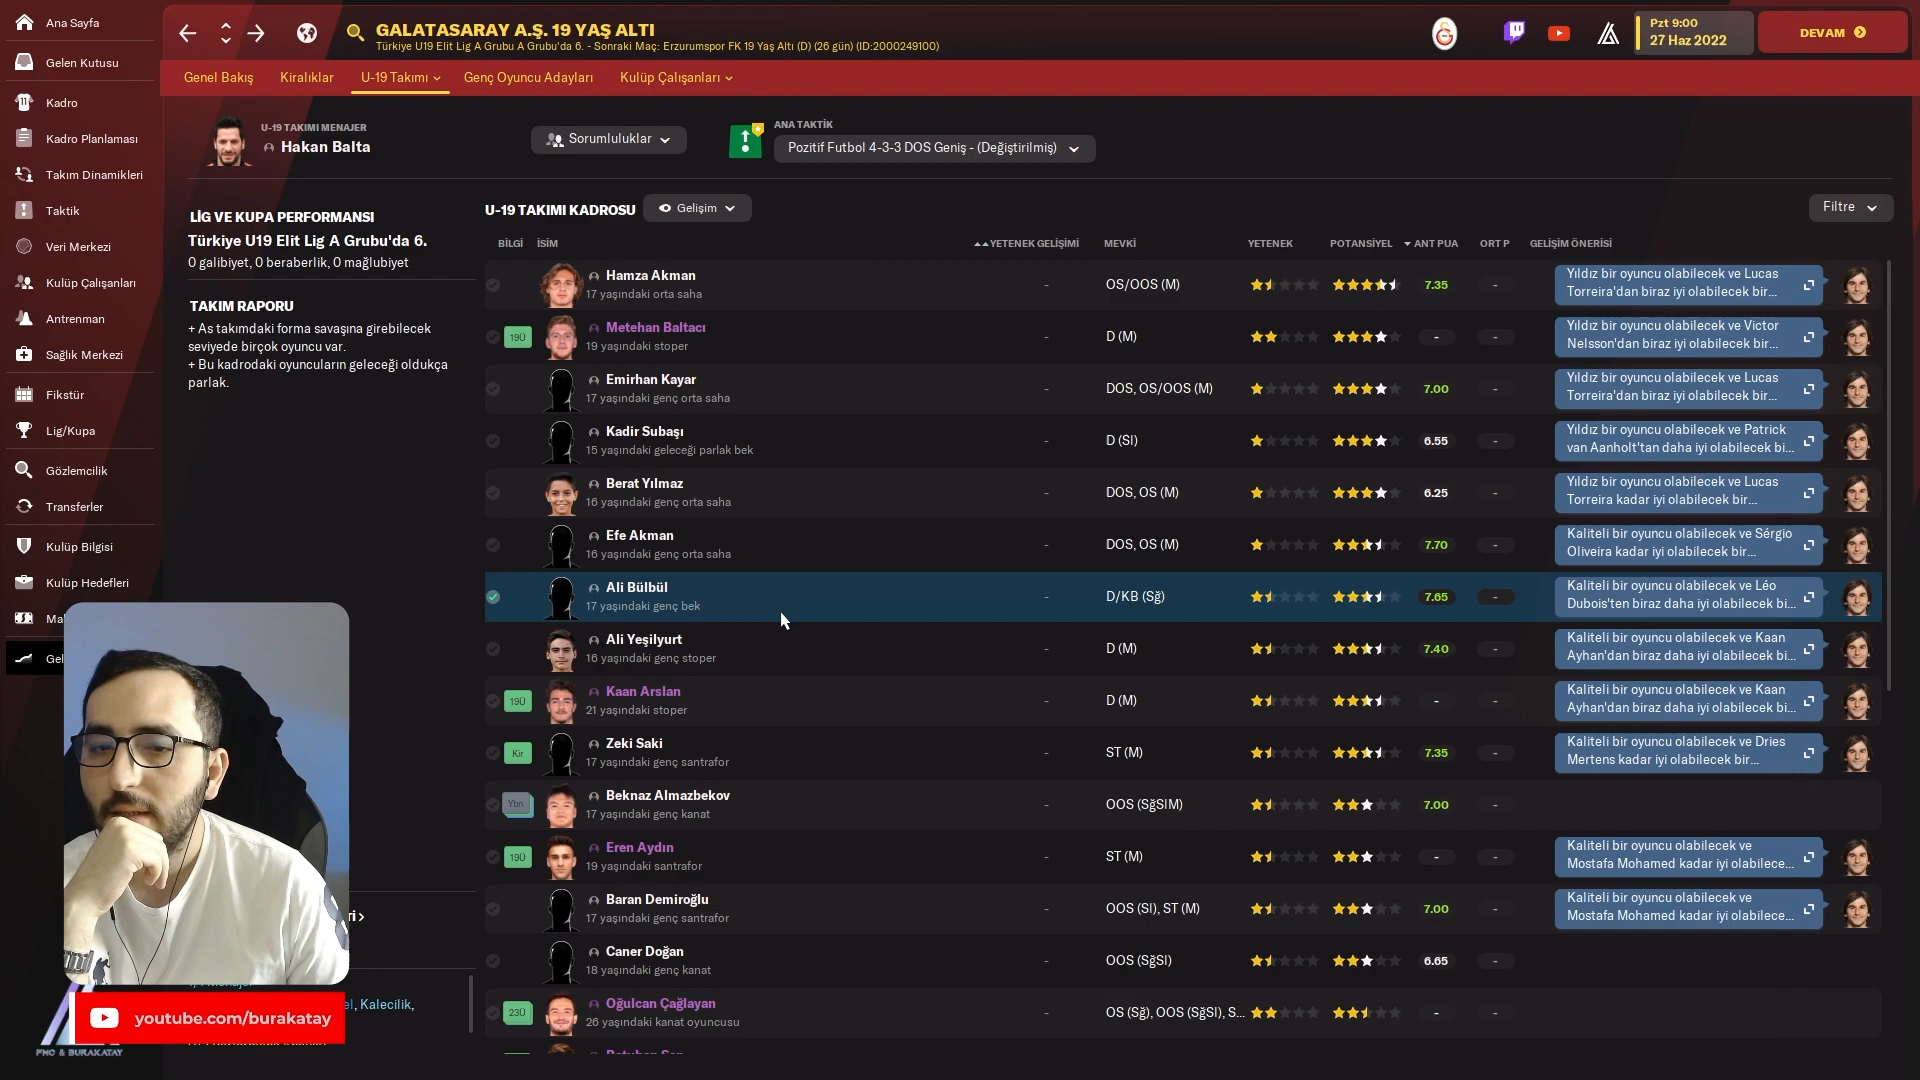 Ana Sayfa
Gelen Kutusu
Kadro
Kadro Planlaması
Takım Dinamikleri
Taktik
Veri Merkezi
Kulüp Çalışanları
Antrenman
Sağlık Merkezi
Fikstür
Lig/Kupa
Gözlemcilik
Transferler
Kulüp Bilgisi
Kulüp Hedefleri
GALATASARAY A.Ş. 19 YAŞ ALTI
Türkiye U19 Elit Lig A Grubu A Grubu'da 6. - Sonraki Maç: Erzurumspor FK 19 Yaş Altı (D) (26 gün) (ID:2000249100)
Pzt 9:00
27 Haz 2022
DEVAM
Genel Bakış Kiralıklar U-19 Takımı Genç Oyuncu Adayları Kulüp Çalışanları
U-19 TAKIMI MENAJER
Hakan Balta
Sorumluluklar
ANA TAKTİK
Pozitif Futbol 4-3-3 DOS Geniş - (Değiştirilmiş)
LİG VE KUPA PERFORMANSI
Türkiye U19 Elit Lig A Grubu'da 6.
0 galibiyet, 0 beraberlik, 0 mağlubiyet
TAKIM RAPORU
+ As takımdaki forma savaşına girebilecek
seviyede birçok oyuncu var.
+ Bu kadrodaki oyuncuların geleceği oldukça
parlak.
U-19 TAKIMI KADROSU Gelişim
Filtre
BİLGİ İSİM YETENEK GELİŞİMİ MEVKİ YETENEK POTANSİYEL ANT PUA ORT P GELİŞİM ÖNERİSİ
Hamza Akman
17 yaşındaki orta saha
- OS/OOS (M) 7.35 -
Yıldız bir oyuncu olabilecek ve Lucas
Torreira'dan biraz iyi olabilecek bir...
19Ü Metehan Baltacı
19 yaşındaki stoper
- D (M) - -
Yıldız bir oyuncu olabilecek ve Victor
Nelsson'dan biraz iyi olabilecek bir...
Emirhan Kayar
17 yaşındaki genç orta saha
- DOS, OS/OOS (M) 7.00 -
Yıldız bir oyuncu olabilecek ve Lucas
Torreira'dan biraz iyi olabilecek bir...
Kadir Subaşı
15 yaşındaki geleceği parlak bek
- D (Sl) 6.55 -
Yıldız bir oyuncu olabilecek ve Patrick
van Aanholt'tan daha iyi olabilecek bi...
Berat Yılmaz
16 yaşındaki genç orta saha
- DOS, OS (M) 6.25 -
Yıldız bir oyuncu olabilecek ve Lucas
Torreira kadar iyi olabilecek bir...
Efe Akman
16 yaşındaki genç orta saha
- DOS, OS (M) 7.70 -
Kaliteli bir oyuncu olabilecek ve Sérgio
Oliveira kadar iyi olabilecek bir...
Ali Bülbül
17 yaşındaki genç bek
- D/KB (Sğ) 7.65 -
Kaliteli bir oyuncu olabilecek ve Léo
Dubois'ten biraz daha iyi olabilecek bi...
Ali Yeşilyurt
16 yaşındaki genç stoper
- D (M) 7.40 -
Kaliteli bir oyuncu olabilecek ve Kaan
Ayhan'dan biraz daha iyi olabilecek bi...
19Ü Kaan Arslan
21 yaşındaki stoper
- D (M) - -
Kaliteli bir oyuncu olabilecek ve Kaan
Ayhan'dan biraz daha iyi olabilecek bi...
Kir Zeki Saki
17 yaşındaki genç santrafor
- ST (M) 7.35 -
Kaliteli bir oyuncu olabilecek ve Dries
Mertens kadar iyi olabilecek bir...
Ybn Beknaz Almazbekov
17 yaşındaki genç kanat
- OOS (SğSlM) 7.00 -
19Ü Eren Aydın
19 yaşındaki santrafor
- ST (M) - -
Kaliteli bir oyuncu olabilecek ve
Mostafa Mohamed kadar iyi olabilece...
Baran Demiroğlu
17 yaşındaki genç santrafor
- OOS (Sl), ST (M) 7.00 -
Kaliteli bir oyuncu olabilecek ve
Mostafa Mohamed kadar iyi olabilece...
Caner Doğan
18 yaşındaki genç kanat
- OOS (SğSl) 6.65 -
23Ü Oğulcan Çağlayan
26 yaşındaki kanat oyuncusu
- OS (Sğ), OOS (SğSl), S... - -
Kalecilik,
youtube.com/burakatay
FMC & BURAKATAY